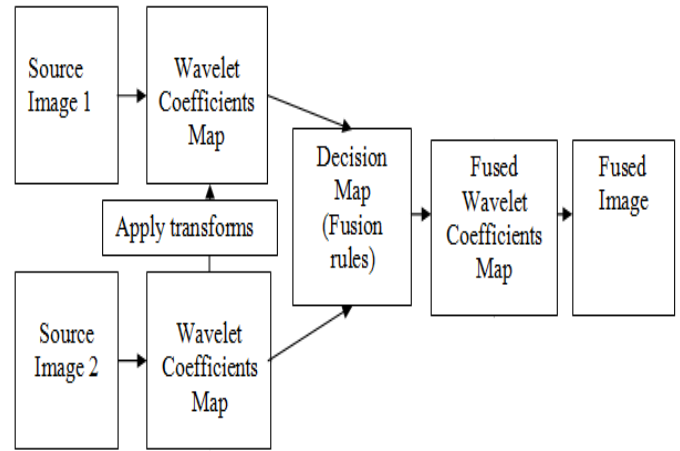 Source
Image 1
Wavelet
Coefficients
Map
Apply transforms
Source
Image 2
Wavelet
Coefficients
Map
Decision
Map
(Fusion
rules)
Fused
Wavelet
Coefficients
Map
Fused
Image